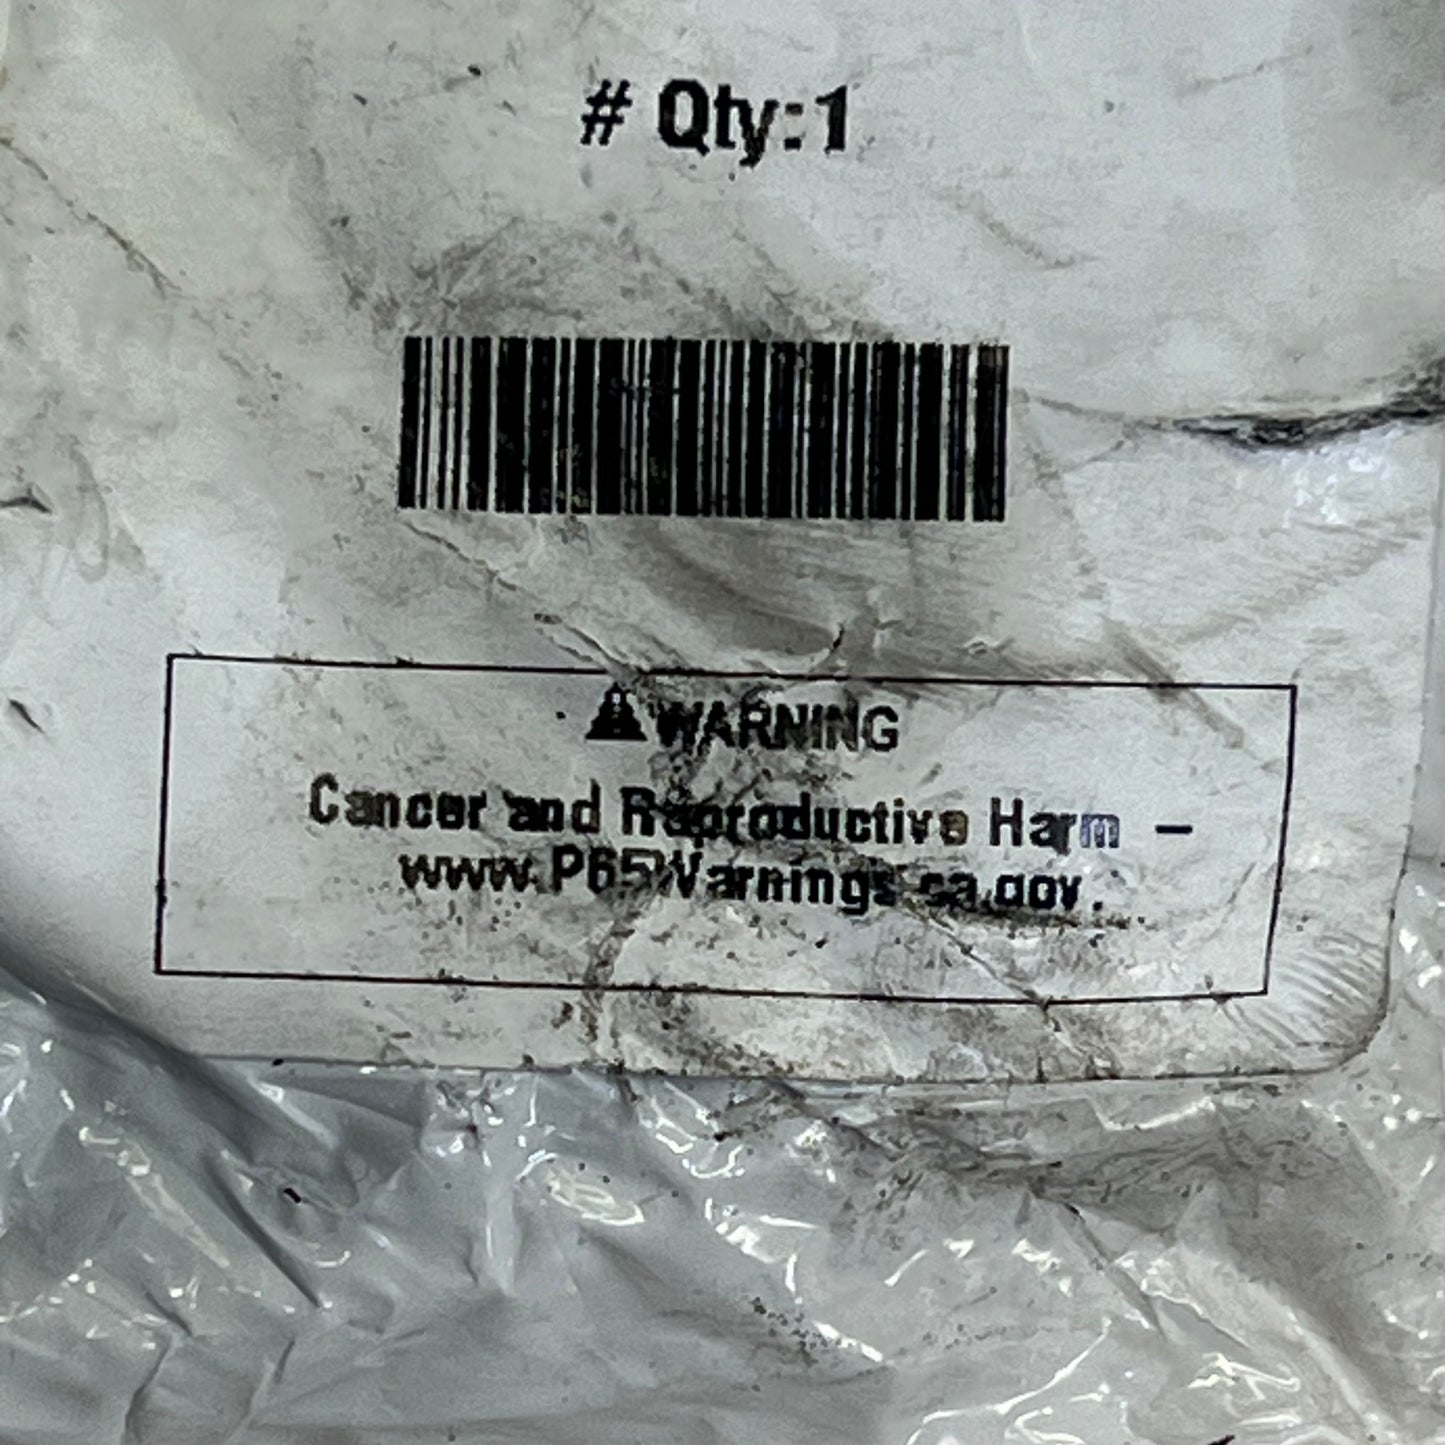 # Qty:1
⚠WARNING
Cancer and Reproductive Harm –
www.P65Warnings.ca.gov.